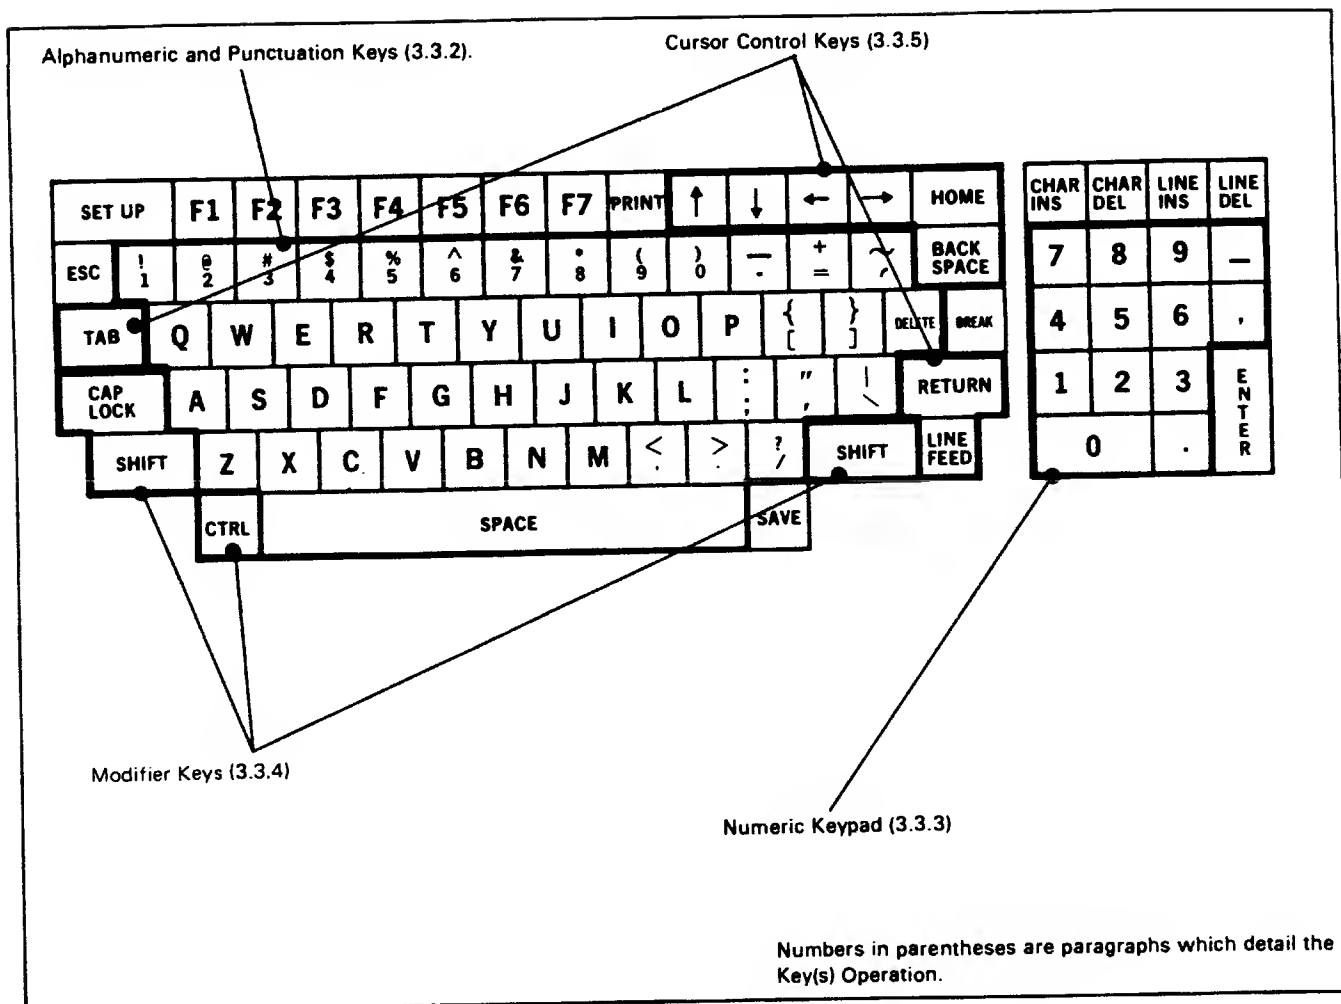 Alphanumeric and Punctuation Keys (3.3.2).
Cursor Control Keys (3.3.5)
SET UP F1 F2 F3 F4 F5 F6 F7 PRINT ↑ ↓ ← → HOME
CHAR INS CHAR DEL LINE INS LINE DEL
ESC ! 1 @ 2 # 3 $ 4 % 5 ^ 6 & 7 * 8 ( 9 ) 0 — - + = ~ ´ BACK SPACE
7 8 9 —
TAB Q W E R T Y U I O P { [ } ] DELETE BREAK
4 5 6 ,
CAP LOCK A S D F G H J K L : ; " , | \ RETURN
1 2 3 ENTER
SHIFT Z X C V B N M < . > . ? / SHIFT LINE FEED
0 .
CTRL SPACE SAVE
Modifier Keys (3.3.4)
Numeric Keypad (3.3.3)
Numbers in parentheses are paragraphs which detail the
Key(s) Operation.